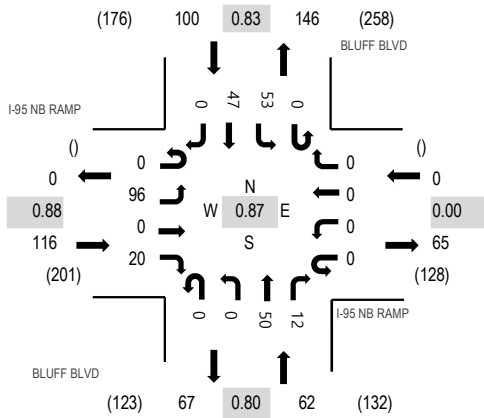 (176) 100 0.83 146 (258)
BLUFF BLVD
I-95 NB RAMP
0 47 53 0
() ()
0 0 0 0
96 N 0
0.88 W 0.87 E 0.00
0 0
116 S 65
20 0
(201) (128)
0 0 50 12
I-95 NB RAMP
BLUFF BLVD
(123) 67 0.80 62 (132)